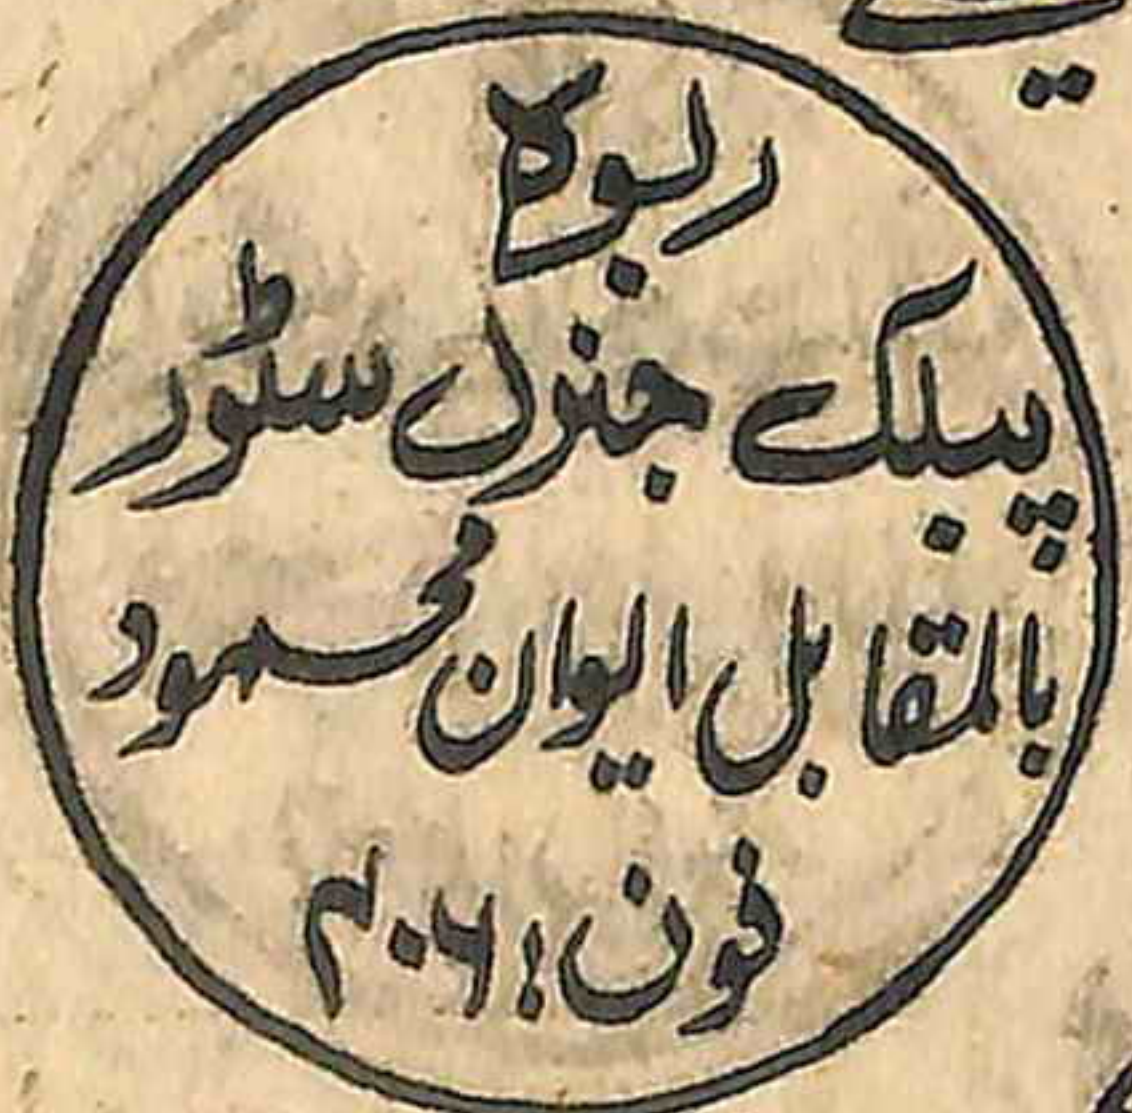 ربوہ
پبلک جنرل سٹور
بالمقابل ایوان محمود
فون: ۴۰۶